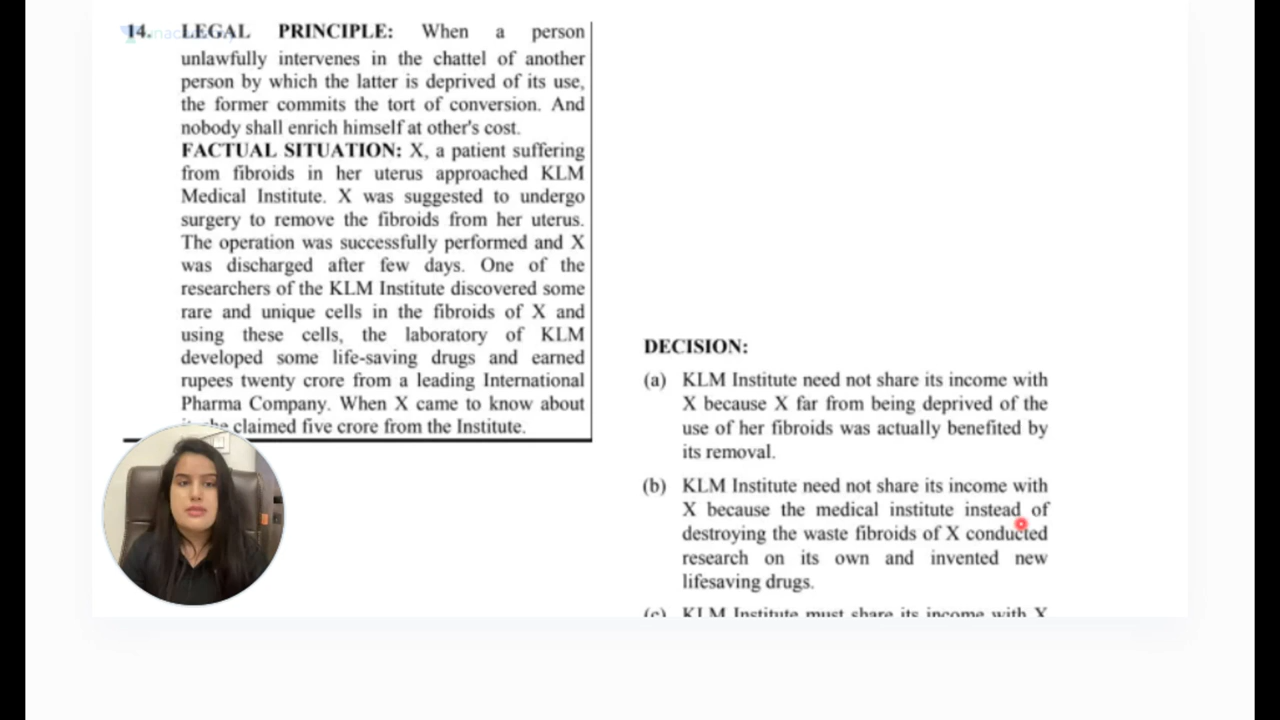 14. LEGAL PRINCIPLE: When a person
unlawfully intervenes in the chattel of another
person by which the latter is deprived of its use,
the former commits the tort of conversion. And
nobody shall enrich himself at other's cost.
FACTUAL SITUATION: X, a patient suffering
from fibroids in her uterus approached KLM
Medical Institute. X was suggested to undergo
surgery to remove the fibroids from her uterus.
The operation was successfully performed and X
was discharged after few days. One of the
researchers of the KLM Institute discovered some
rare and unique cells in the fibroids of X and
using these cells, the laboratory of KLM
developed some life-saving drugs and earned
rupees twenty crore from a leading International
Pharma Company. When X came to know about
claimed five crore from the Institute.
DECISION:
(a) KLM Institute need not share its income with
X because X far from being deprived of the
use of her fibroids was actually benefited by
its removal.
(b) KLM Institute need not share its income with
X because the medical institute instead of
destroying the waste fibroids of X conducted
research on its own and invented new
lifesaving drugs.
(c) KLM Institute must share its income with X